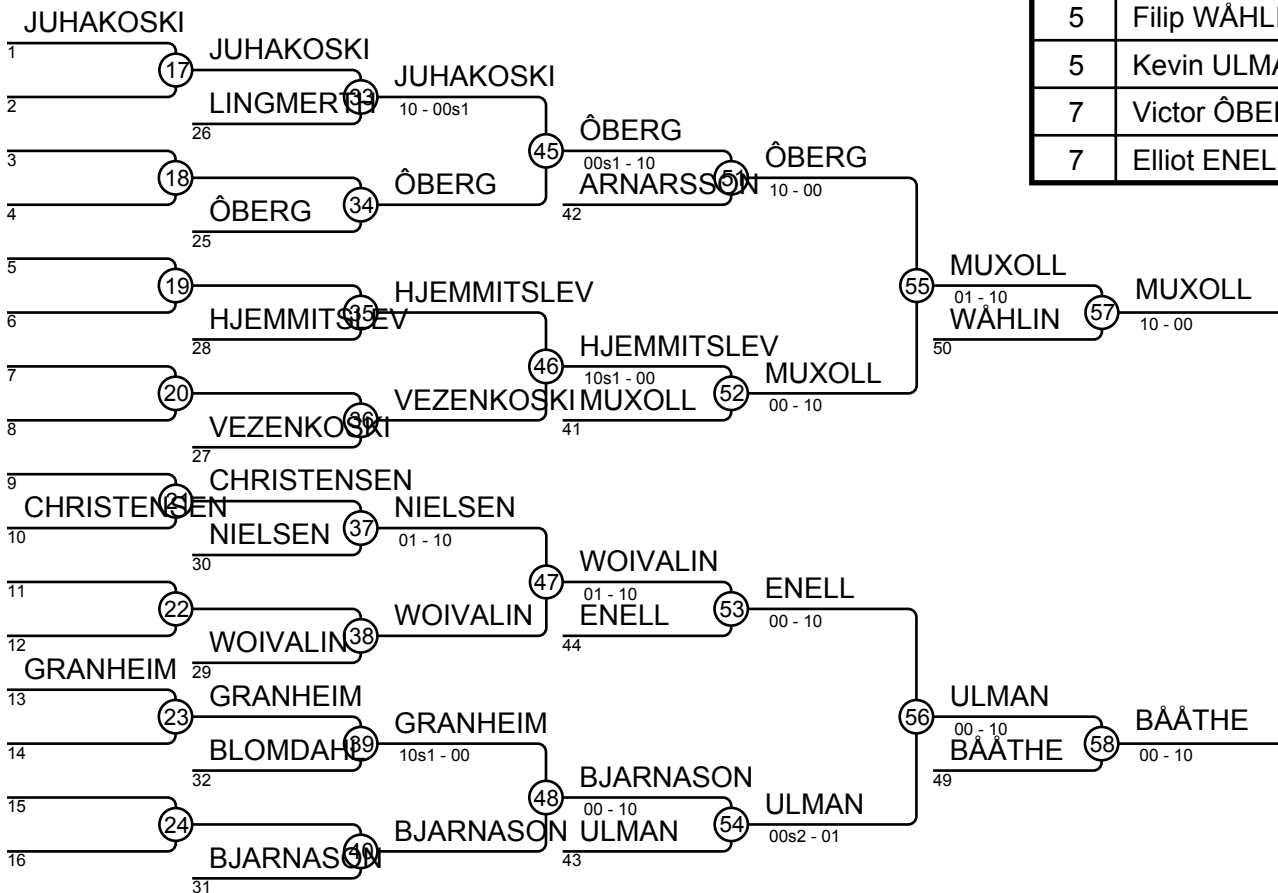 JUHAKOSKI
1
2
17
JUHAKOSKI
LINGMERTH
26
33
JUHAKOSKI
10 - 00s1
3
4
18
ÔBERG
25
34
ÔBERG
45
ÔBERG
00s1 - 10
ARNARSSON
42
51
ÔBERG
10 - 00
5
6
19
HJEMMITSLEV
28
35
HJEMMITSLEV
7
8
20
VEZENKOSKI
27
36
VEZENKOSKI
46
HJEMMITSLEV
10s1 - 00
MUXOLL
41
52
MUXOLL
00 - 10
55
MUXOLL
01 - 10
WÅHLIN
50
57
MUXOLL
10 - 00
9
CHRISTENSEN
10
21
CHRISTENSEN
NIELSEN
30
37
NIELSEN
01 - 10
11
12
22
WOIVALIN
29
38
WOIVALIN
47
WOIVALIN
01 - 10
ENELL
44
53
ENELL
00 - 10
GRANHEIM
13
14
23
GRANHEIM
BLOMDAHL
32
39
GRANHEIM
10s1 - 00
15
16
24
BJARNASON
31
40
BJARNASON
48
BJARNASON
00 - 10
ULMAN
43
54
ULMAN
00s2 - 01
56
ULMAN
00 - 10
BÅÅTHE
49
58
BÅÅTHE
00 - 10
5 Filip
5 Kevin
7 Victor
7 Elliot ENEL